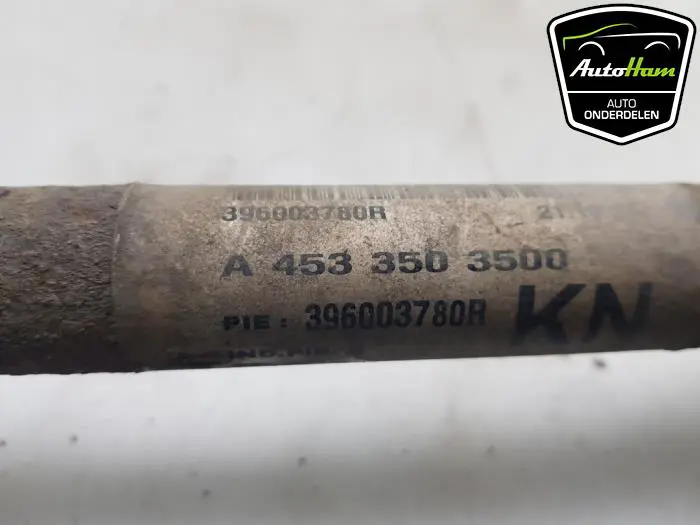 AutoHam
AUTO
ONDERDELEN
396003780R
A 453 350 3500
PIE : 396003780R
KN